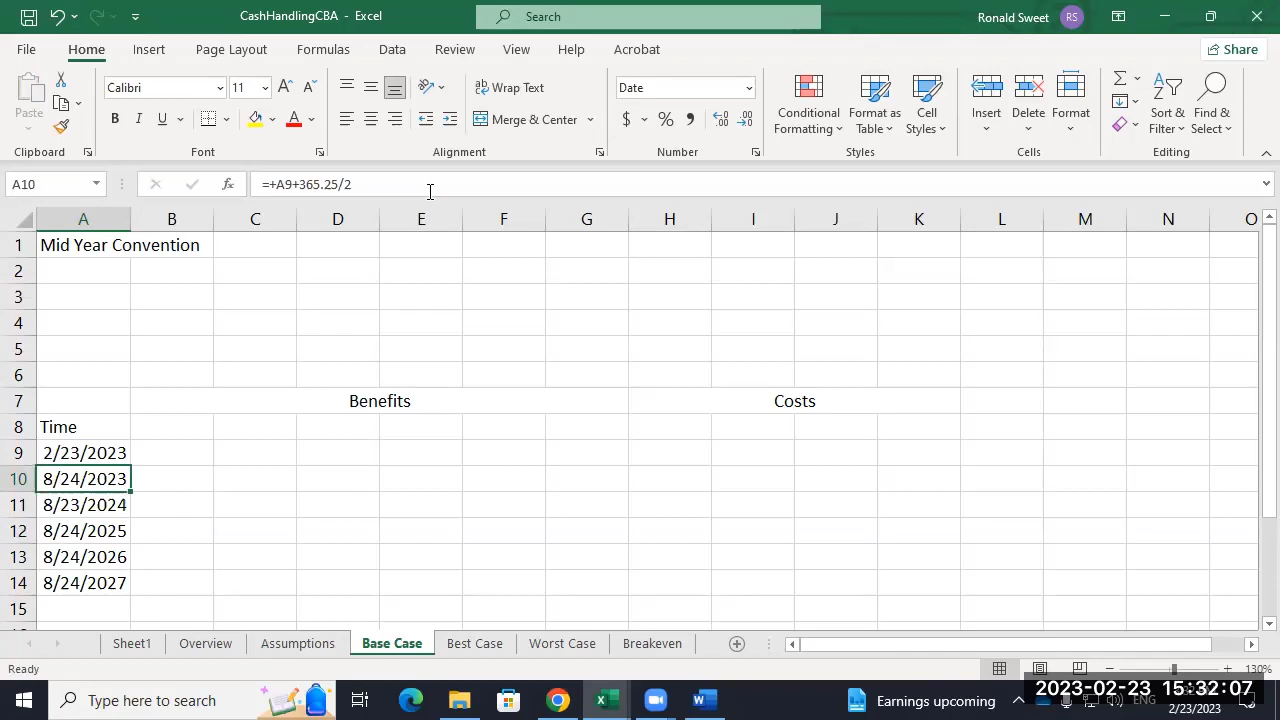 CashHandlingCBA - Excel
Search
Ronald Sweet RS
File Home Insert Page Layout Formulas Data Review View Help Acrobat Share
Paste
Calibri 11
B I U A
Wrap Text
Merge & Center
Date
$ % 9
Conditional Formatting
Format as Table
Cell Styles
Insert Delete Format
Sort & Filter
Find & Select
Clipboard Font Alignment Number Styles Cells Editing
A10 fx =+A9+365.25/2
A B C D E F G H I J K L M N O
1 Mid Year Convention
2
3
4
5
6
7 Benefits Costs
8 Time
9 2/23/2023
10 8/24/2023
11 8/23/2024
12 8/24/2025
13 8/24/2026
14 8/24/2027
15
Sheet1 Overview Assumptions Base Case Best Case Worst Case Breakeven
Ready 130%
Type here to search
Earnings upcoming
ENG
2023-02-23 15:32:07
2/23/2023